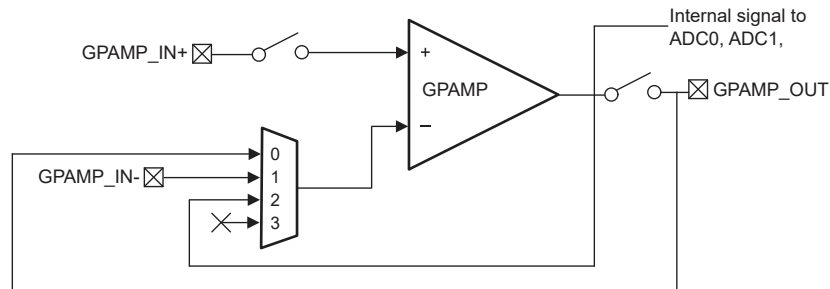 Internal signal to
ADC0, ADC1,
GPAMP_IN+
+
GPAMP
GPAMP_OUT
−
0
GPAMP_IN-
1
2
3